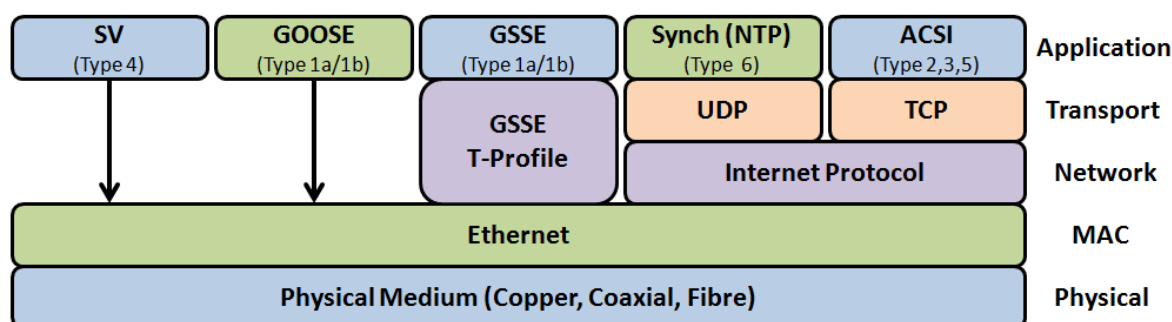 SV
(Type 4)
GOOSE
(Type 1a/1b)
GSSE
(Type 1a/1b)
Synch (NTP)
(Type 6)
ACSI
(Type 2,3,5)
Application
GSSE
T-Profile
UDP
TCP
Transport
Internet Protocol
Network
Ethernet
MAC
Physical Medium (Copper, Coaxial, Fibre)
Physical